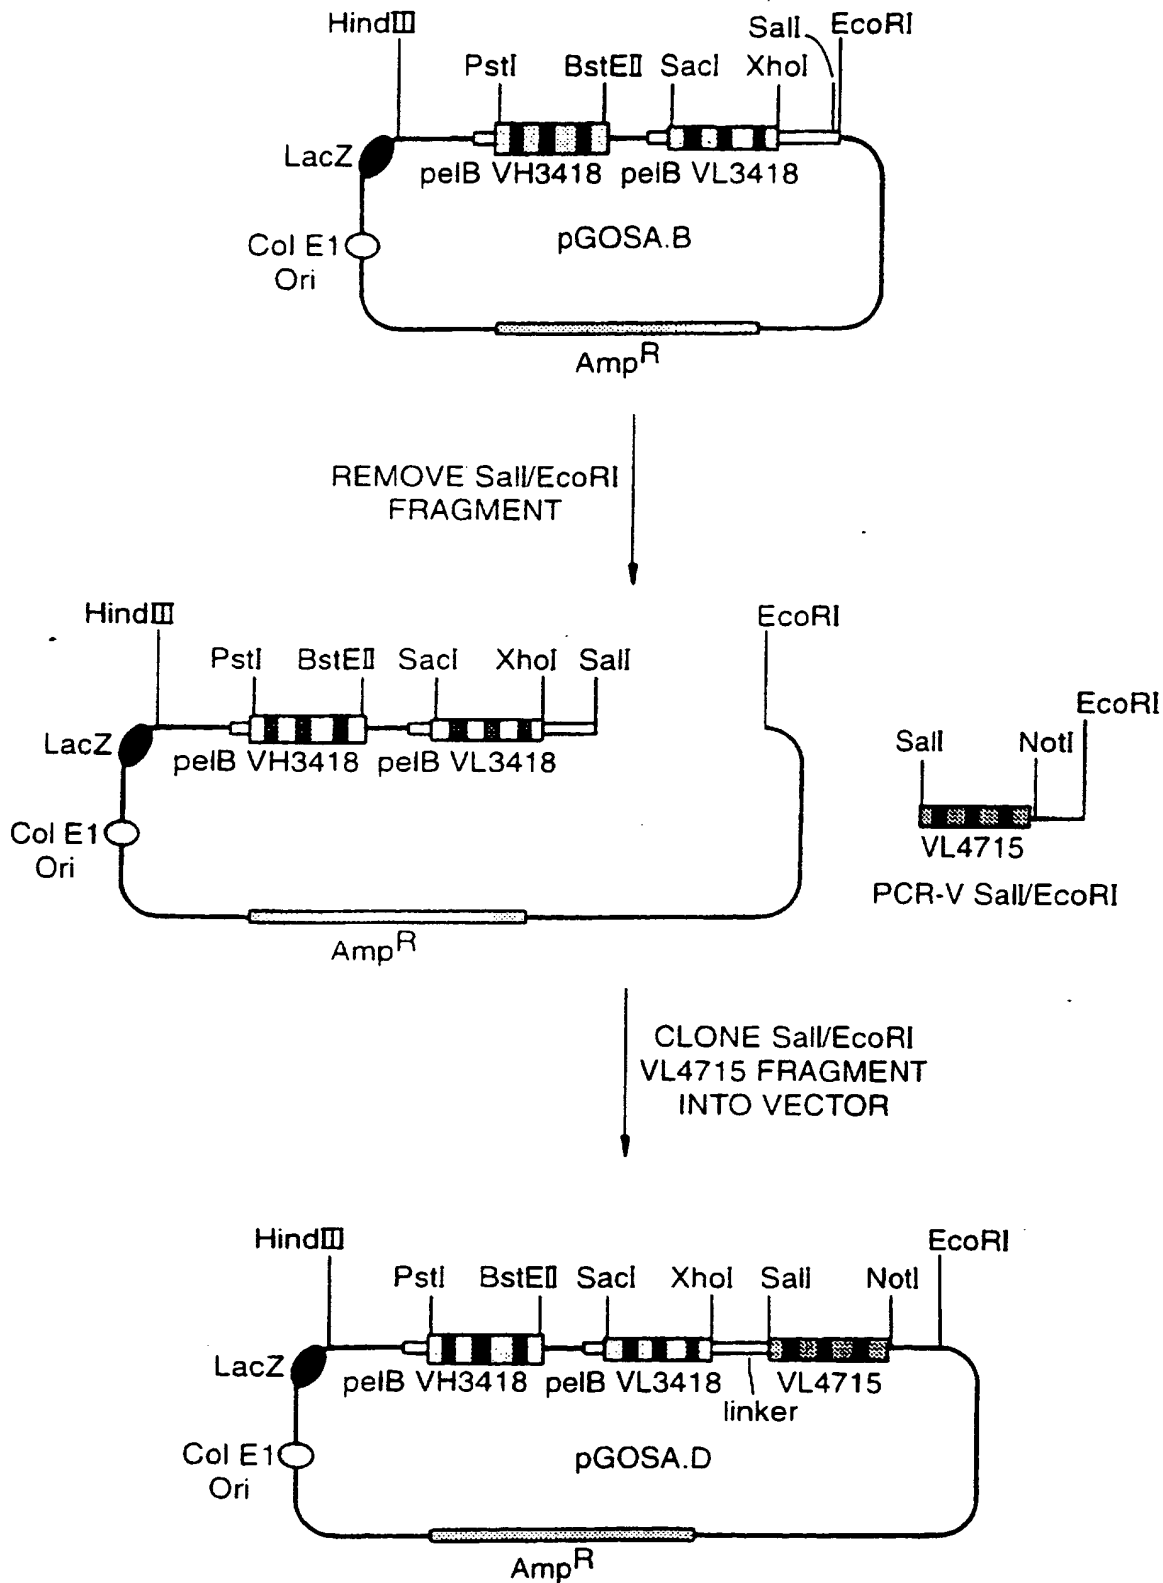 HindIII
SalI EcoRI
PstI BstEII SacI XhoI
LacZ
pelB VH3418 pelB VL3418
Col E1
Ori
pGOSA.B
Amp^R
REMOVE SalI/EcoRI
FRAGMENT
HindIII
EcoRI
PstI BstEII SacI XhoI SalI
LacZ
pelB VH3418 pelB VL3418
Col E1
Ori
Amp^R
EcoRI
SalI NotI
VL4715
PCR-V SalI/EcoRI
CLONE SalI/EcoRI
VL4715 FRAGMENT
INTO VECTOR
HindIII
EcoRI
PstI BstEII SacI XhoI SalI NotI
LacZ
pelB VH3418 pelB VL3418 VL4715
linker
Col E1
Ori
pGOSA.D
Amp^R